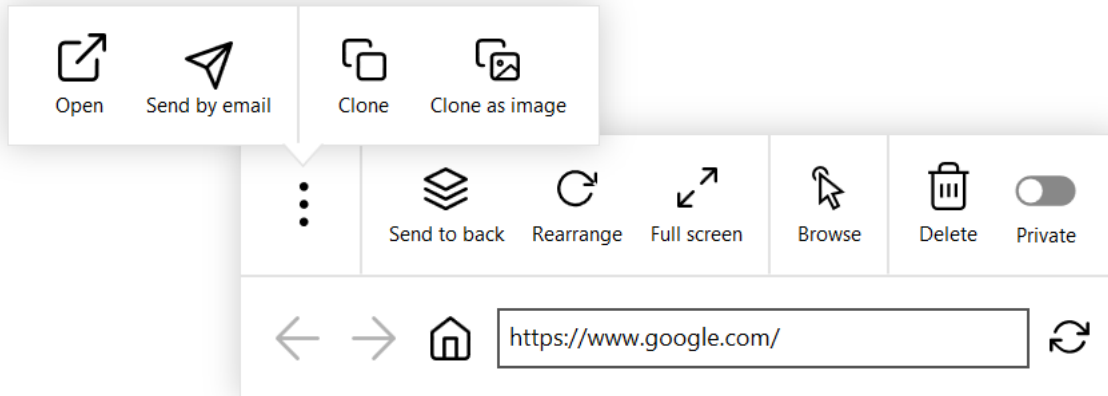 Open Send by email Clone Clone as image
Send to back Rearrange Full screen Browse Delete Private
https://www.google.com/